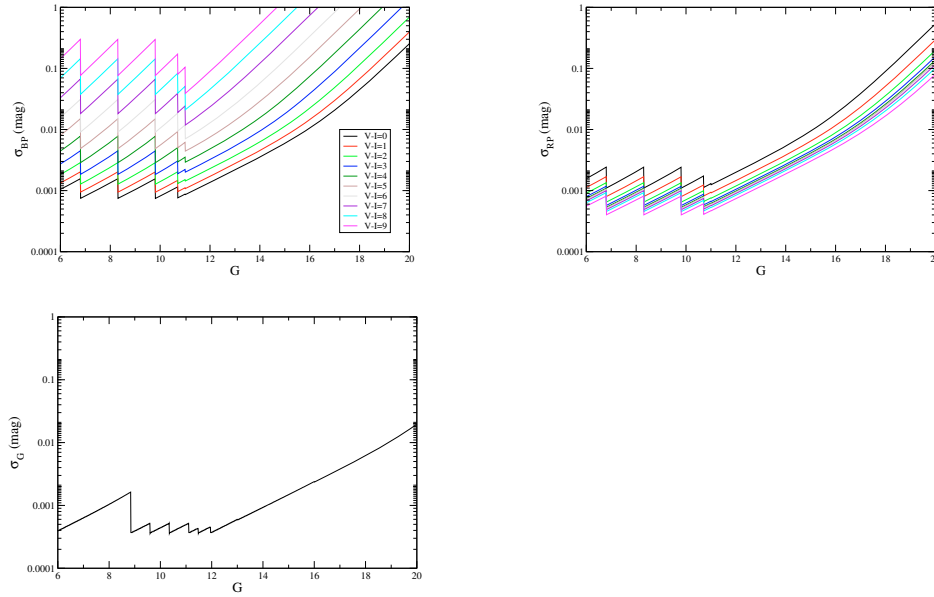 1
0.1
0.01
0.001
0.0001
σBP (mag)
6 8 10 12 14 16 18 20
G
V-I=0
V-I=1
V-I=2
V-I=3
V-I=4
V-I=5
V-I=6
V-I=7
V-I=8
V-I=9
1
0.1
0.01
0.001
0.0001
σRP (mag)
6 8 10 12 14 16 18 20
G
1
0.1
0.01
0.001
0.0001
σG (mag)
6 8 10 12 14 16 18 20
G